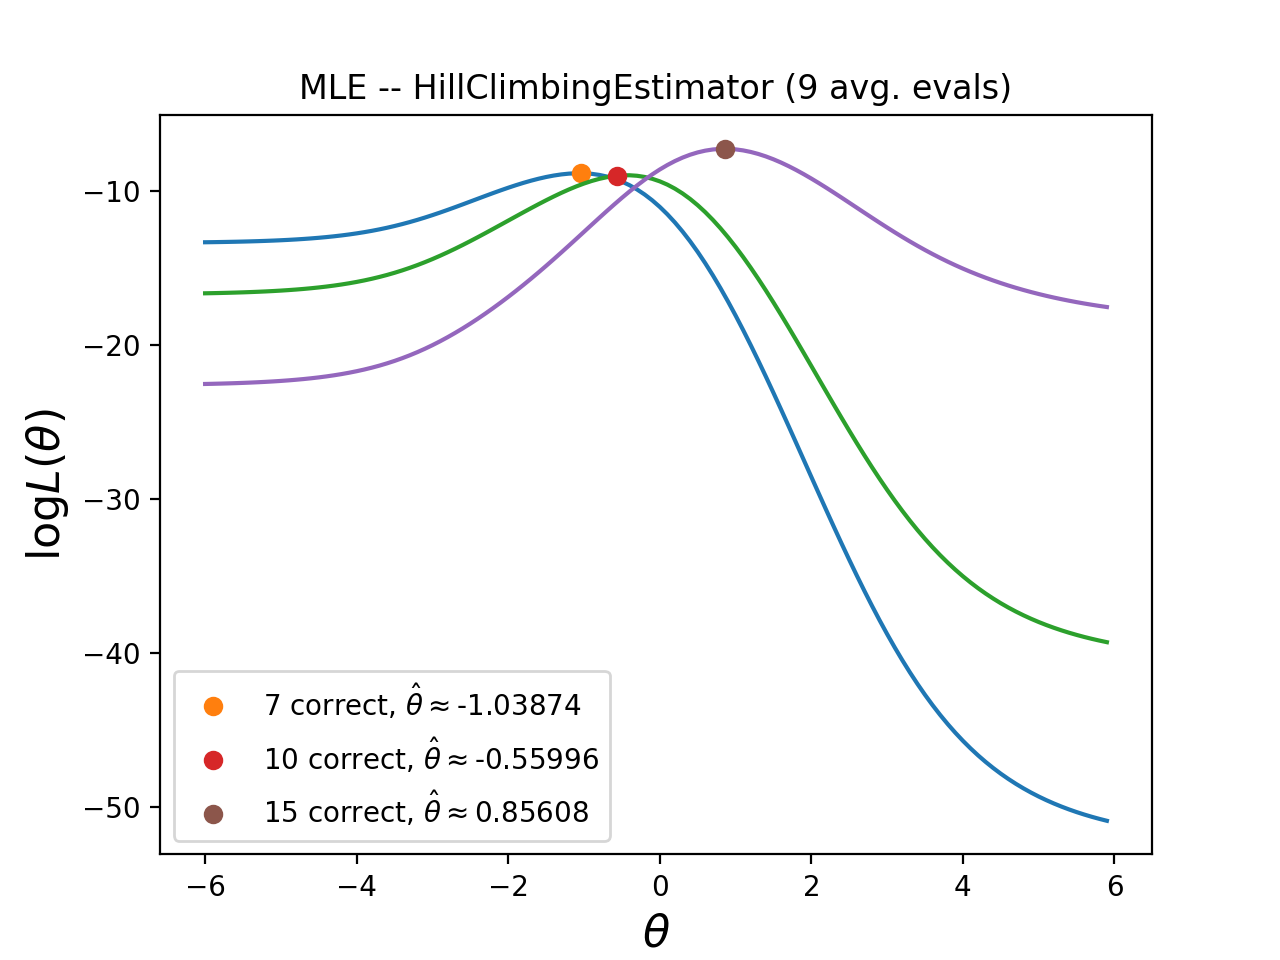 MLE -- HillClimbingEstimator (9 avg. evals)
−10
−20
−30
−40
−50
logL(θ)
7 correct, θ̂ ≈ -1.03874
10 correct, θ̂ ≈ -0.55996
15 correct, θ̂ ≈ 0.85608
−6 −4 −2 0 2 4 6
θ